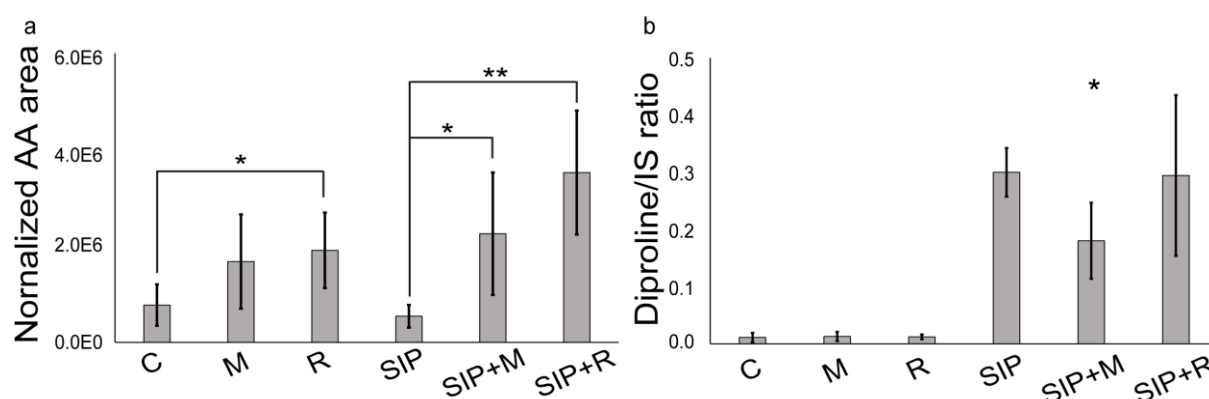 a
Nornalized AA area
6.0E6
4.0E6
2.0E6
0.0E0
*
*
**
C M R SIP SIP+M SIP+R
b
Diproline/IS ratio
0.5
0.4
0.3
0.2
0.1
0.0
*
C M R SIP SIP+M SIP+R